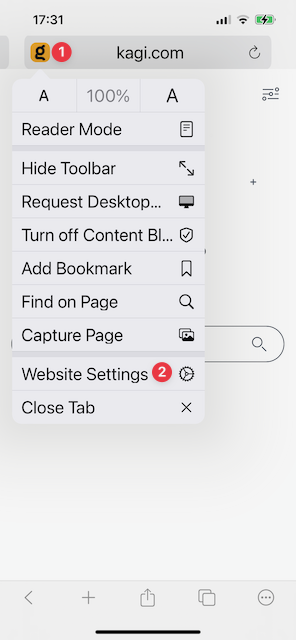 17:31
g 1 kagi.com
A 100% A
Reader Mode
Hide Toolbar
Request Desktop...
Turn off Content Bl...
Add Bookmark
Find on Page
Capture Page
Website Settings 2
Close Tab